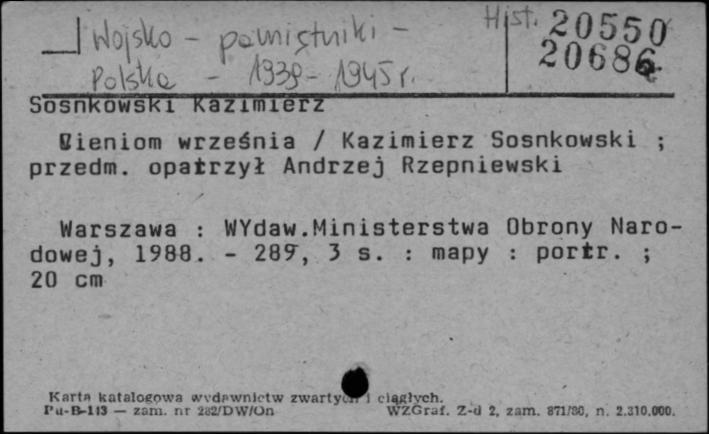 Wojsko - pamiętniki -
Polska - 1939-1945 r.
Hist. 20550
20686
Sosnkowski Kazimierz
Cieniom września / Kazimierz Sosnkowski ;
przedm. opatrzył Andrzej Rzepniewski
Warszawa : WYdaw.Ministerstwa Obrony Naro-
dowej, 1988. - 289, 3 s. : mapy : portr. ;
20 cm
Karta katalogowa wydawnictw zwartych i ciągłych.
Pu-B-113 — zam. nr 282/DW/On
WZGraf. Z-d 2, zam. 871/80, n. 2.310.000.